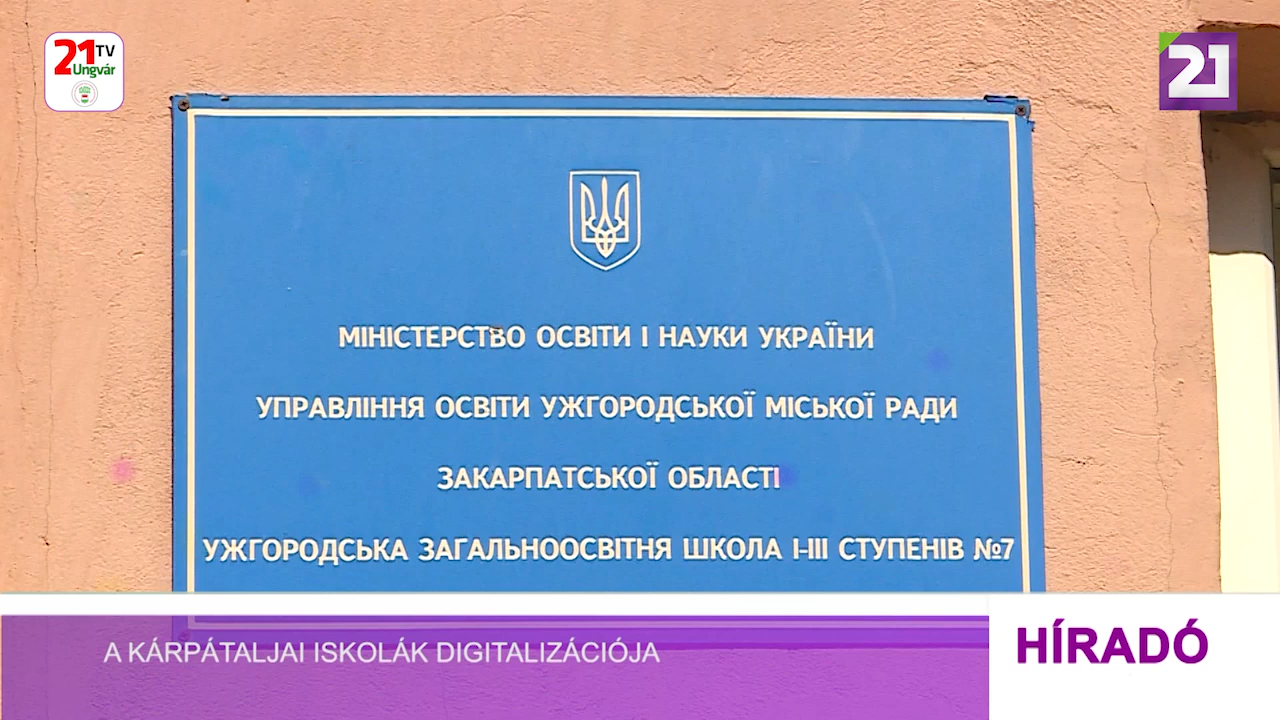 21 TV
Ungvár
21
МІНІСТЕРСТВО ОСВІТИ І НАУКИ УКРАЇНИ
УПРАВЛІННЯ ОСВІТИ УЖГОРОДСЬКОЇ МІСЬКОЇ РАДИ
ЗАКАРПАТСЬКОЇ ОБЛАСТІ
УЖГОРОДСЬКА ЗАГАЛЬНООСВІТНЯ ШКОЛА І-ІІІ СТУПЕНІВ №7
A KÁRPÁTALJAI ISKOLÁK DIGITALIZÁCIÓJA
HÍRADÓ